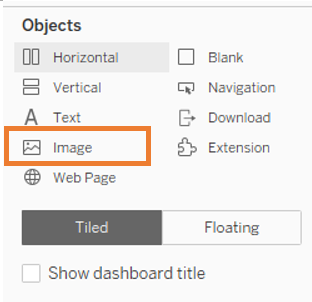 Objects
Horizontal
Blank
Vertical
Navigation
A Text
Download
Image
Extension
Web Page
Tiled
Floating
Show dashboard title